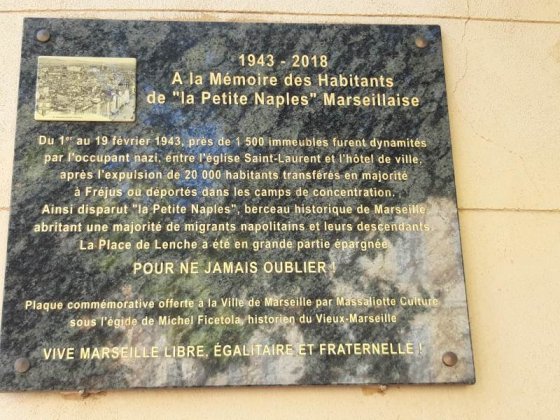 1943 - 2018
A la Mémoire des Habitants
de "la Petite Naples" Marseillaise
Du 1er au 19 février 1943, près de 1 500 immeubles furent dynamités
par l'occupant nazi, entre l'église Saint-Laurent et l'hôtel de ville,
après l'expulsion de 20 000 habitants transférés en majorité
à Fréjus ou déportés dans les camps de concentration.
Ainsi disparut "la Petite Naples", berceau historique de Marseille
abritant une majorité de migrants napolitains et leurs descendants.
La Place de Lenche a été en grande partie épargnée
POUR NE JAMAIS OUBLIER !
Plaque commémorative offerte à la Ville de Marseille par Massaliotte Culture
sous l'égide de Michel Ficetola, historien du Vieux-Marseille
VIVE MARSEILLE LIBRE, ÉGALITAIRE ET FRATERNELLE !